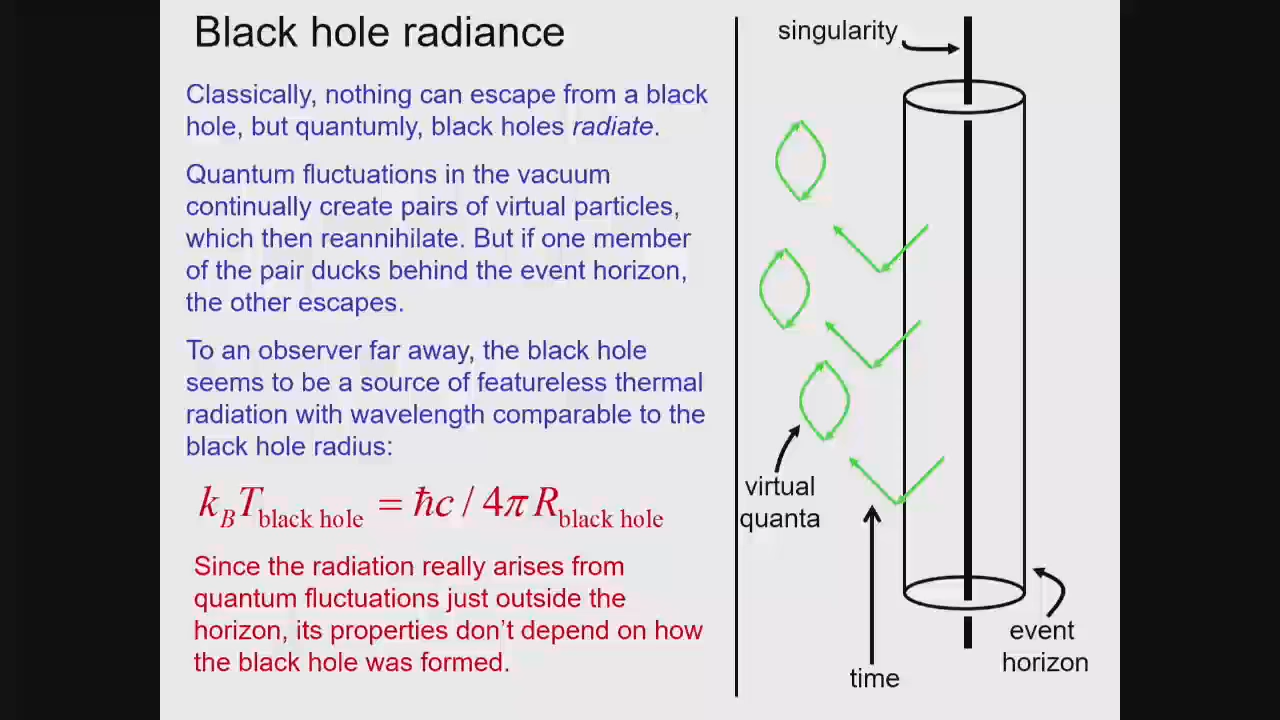 Black hole radiance
Classically, nothing can escape from a black
hole, but quantumly, black holes radiate.
Quantum fluctuations in the vacuum
continually create pairs of virtual particles,
which then reannihilate. But if one member
of the pair ducks behind the event horizon,
the other escapes.
To an observer far away, the black hole
seems to be a source of featureless thermal
radiation with wavelength comparable to the
black hole radius:
k_B T_black hole = ℏc / 4π R_black hole
Since the radiation really arises from
quantum fluctuations just outside the
horizon, its properties don’t depend on how
the black hole was formed.
singularity
virtual
quanta
time
event
horizon